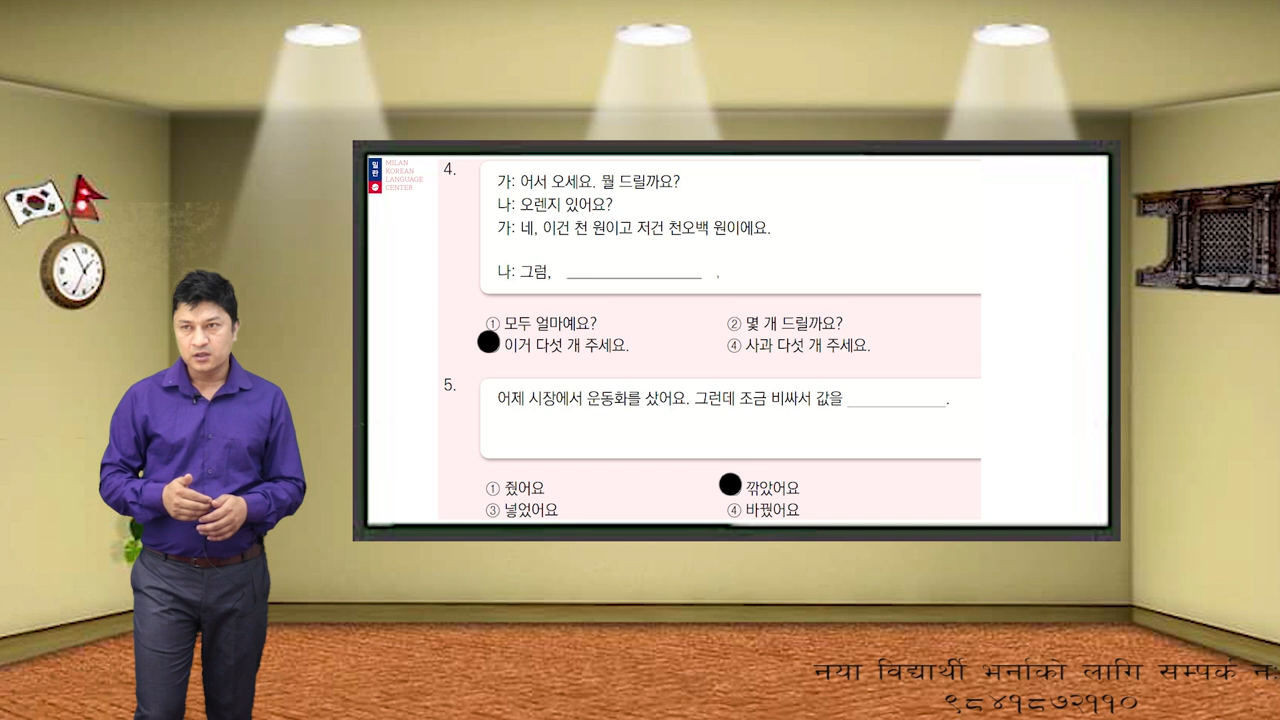 밀란
MILAN
KOREAN
LANGUAGE
CENTER
4.
가: 어서 오세요. 뭘 드릴까요?
나: 오렌지 있어요?
가: 네, 이건 천 원이고 저건 천오백 원이에요.
나: 그럼, ________________ .
① 모두 얼마예요? ② 몇 개 드릴까요?
이거 다섯 개 주세요. ④ 사과 다섯 개 주세요.
5.
어제 시장에서 운동화를 샀어요. 그런데 조금 비싸서 값을 ____________.
① 줬어요 깎았어요
③ 넣었어요 ④ 바꿨어요
नया विद्यार्थी भर्नाको लागि सम्पर्क नः
९८४१८७२११०